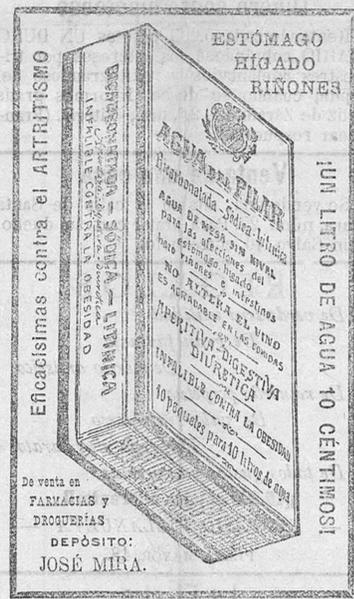 ESTÓMAGO
HÍGADO
RIÑONES
Eficacísimas contra el ARTRITISMO
BICARBONATADA — SÓDICA — LITÍNICA
INFALIBLE CONTRA LA OBESIDAD
AGUA DEL PILAR
Bicarbonatada - Sódica - Litínica
AGUA DE MESA SIN RIVAL
para las afecciones del
estómago, hígado
riñones é intestinos
NO ALTERA EL VINO
ES AGRADABLE EN LAS COMIDAS
APERITIVA DIGESTIVA
DIURÉTICA
INFALIBLE CONTRA LA OBESIDAD
10 paquetes para 10 litros de agua
¡UN LITRO DE AGUA 10 CÉNTIMOS!
De venta en
FARMACIAS y
DROGUERÍAS
DEPÓSITO:
JOSÉ MIRA.